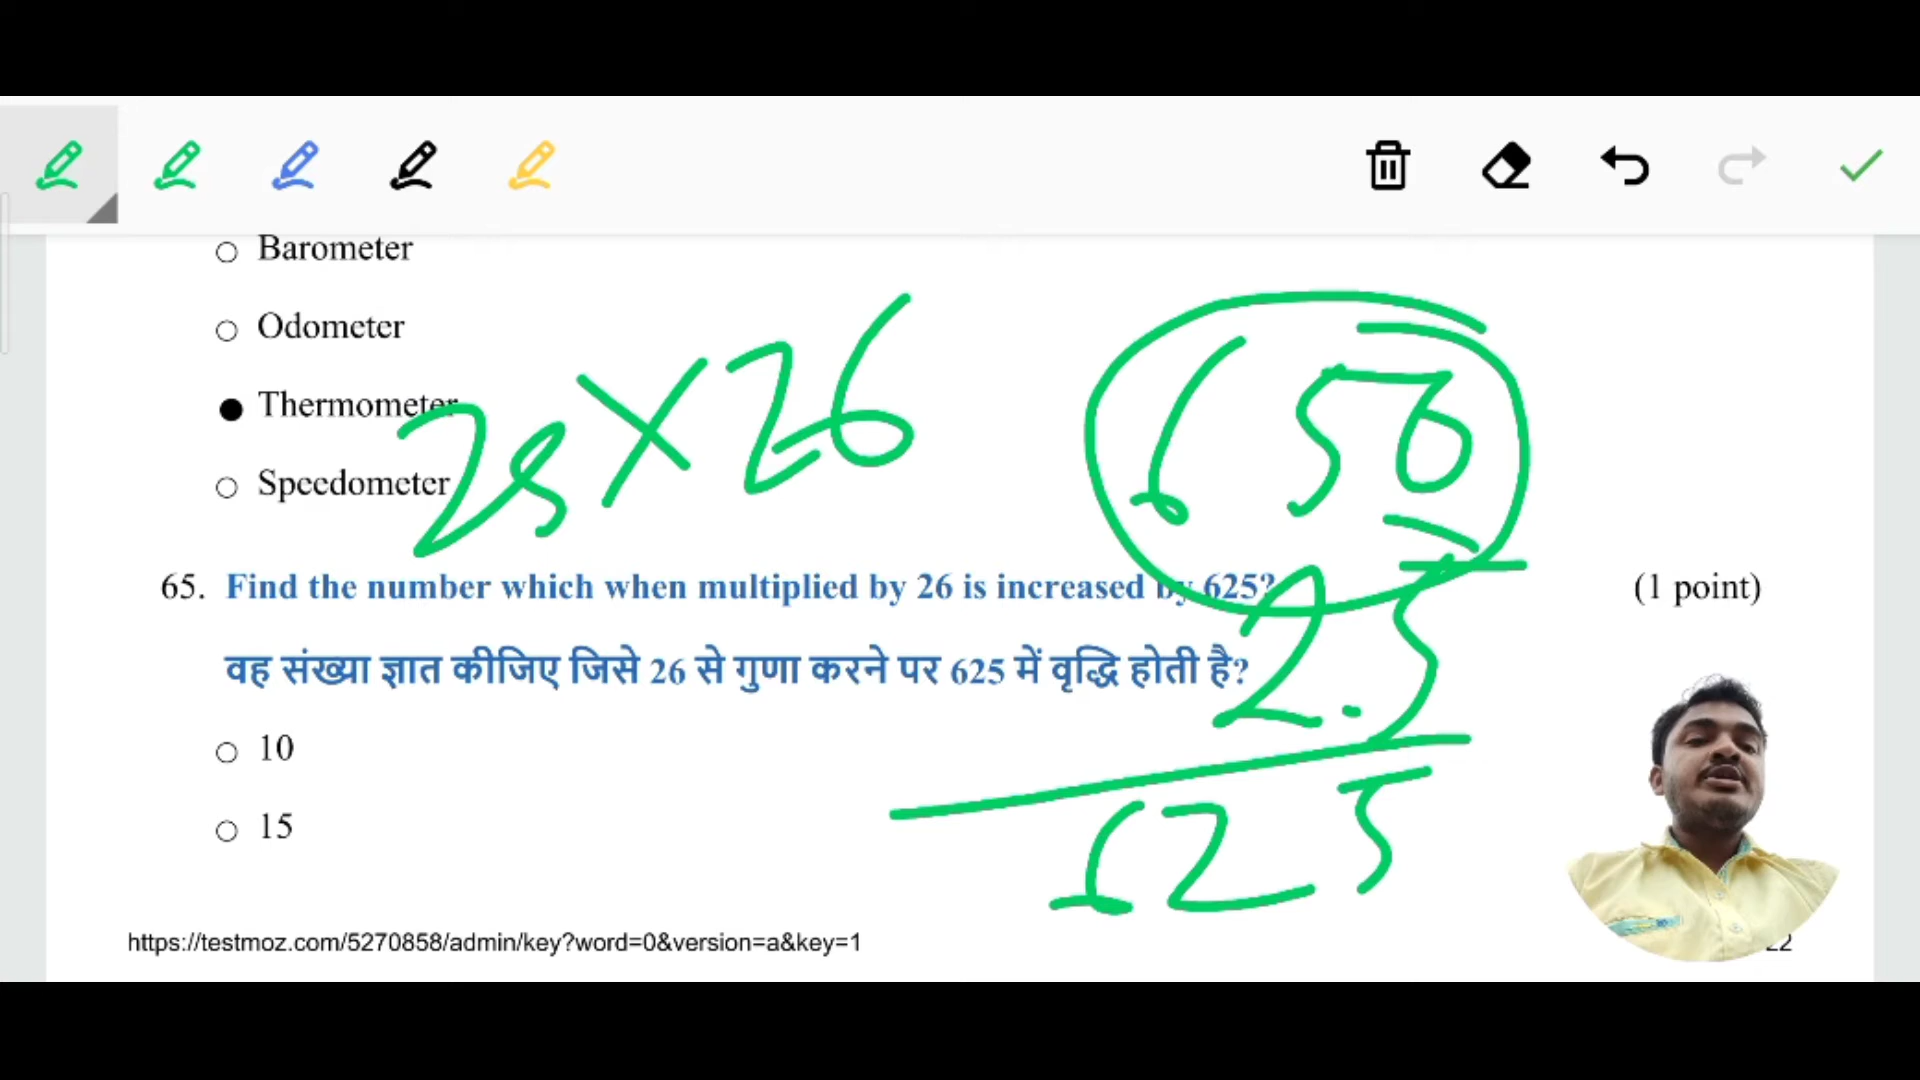 Barometer
Odometer
Thermometer
Speedometer
25 X 26
650
65. Find the number which when multiplied by 26 is increased by 625? (1 point)
25
वह संख्या ज्ञात कीजिए जिसे 26 से गुणा करने पर 625 में वृद्धि होती है?
10
625
15
https://testmoz.com/5270858/admin/key?word=0&version=a&key=1 22